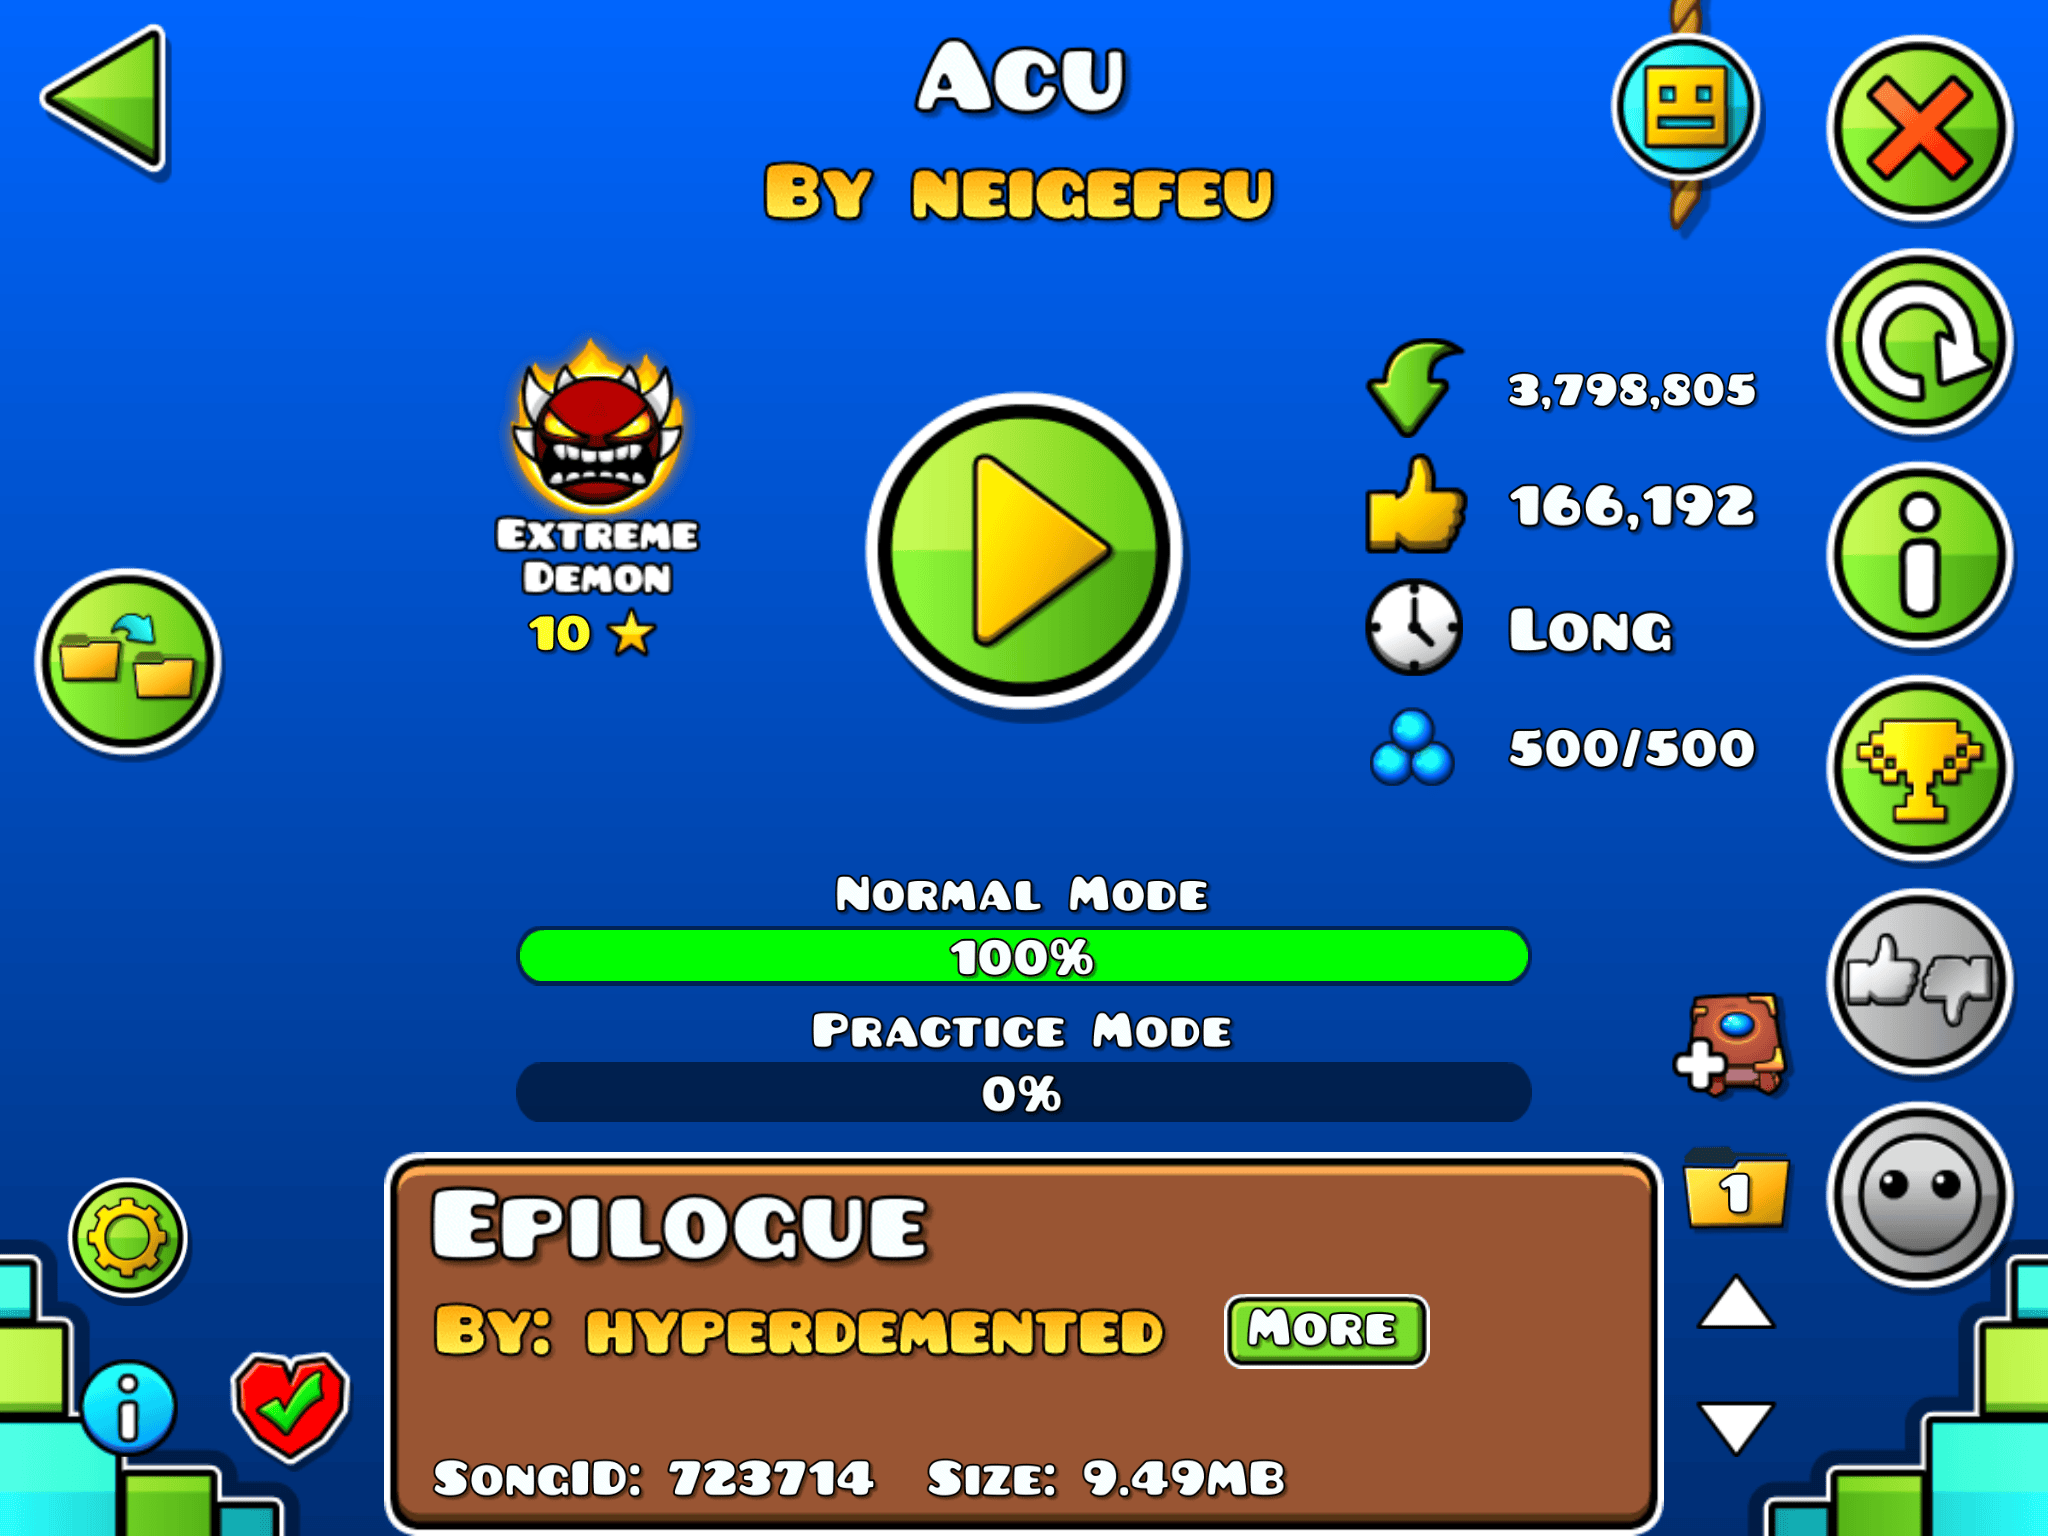 Acu
By neigefeu
Extreme
Demon
10
3,798,805
166,192
Long
500/500
Normal Mode
100%
Practice Mode
0%
1
Epilogue
By: hyperdemented
More
SongID: 723714 Size: 9.49MB